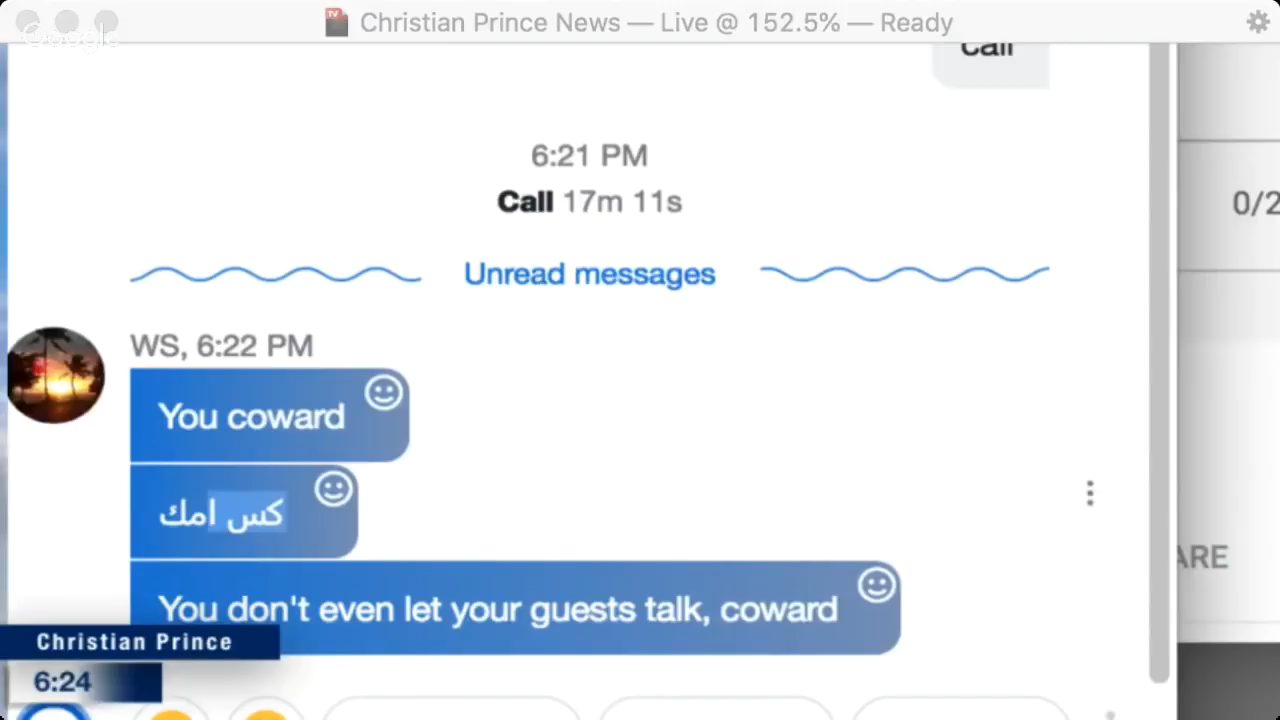 Christian Prince News — Live @ 152.5% — Ready
Google
Call
6:21 PM
Call 17m 11s
0/2
Unread messages
WS, 6:22 PM
You coward
كس امك
You don't even let your guests talk, coward
ARE
Christian Prince
6:24